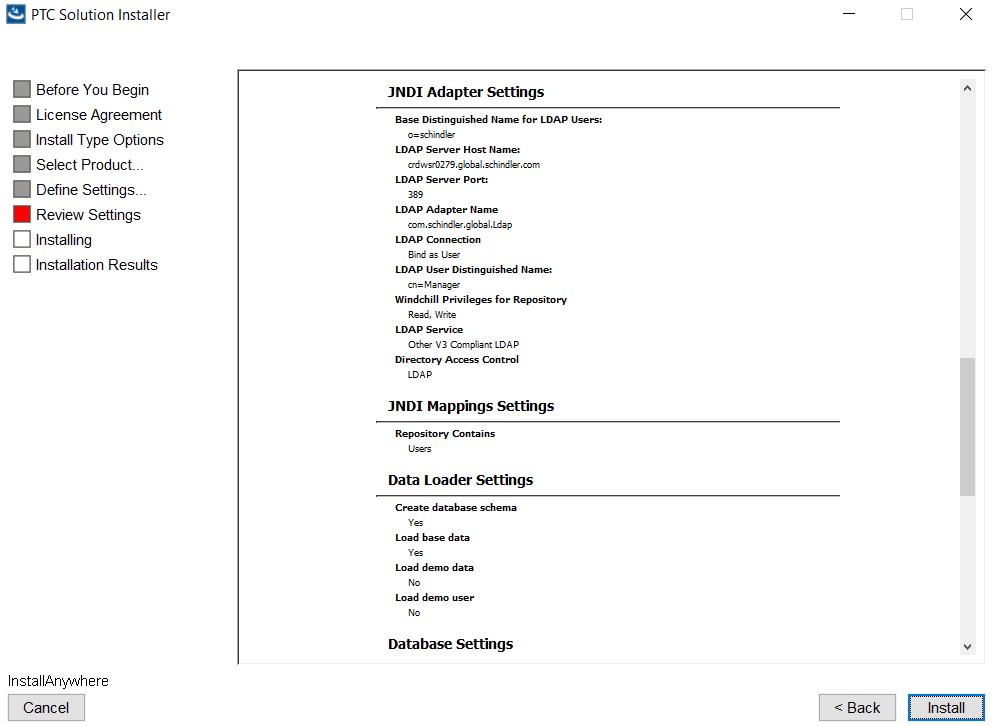 PTC Solution Installer
Before You Begin
License Agreement
Install Type Options
Select Product...
Define Settings...
Review Settings
Installing
Installation Results
JNDI Adapter Settings
Base Distinguished Name for LDAP Users:
o=schindler
LDAP Server Host Name:
crdwsr0279.global.schindler.com
LDAP Server Port:
389
LDAP Adapter Name
com.schindler.global.Ldap
LDAP Connection
Bind as User
LDAP User Distinguished Name:
cn=Manager
Windchill Privileges for Repository
Read, Write
LDAP Service
Other V3 Compliant LDAP
Directory Access Control
LDAP
JNDI Mappings Settings
Repository Contains
Users
Data Loader Settings
Create database schema
Yes
Load base data
Yes
Load demo data
No
Load demo user
No
Database Settings
InstallAnywhere
Cancel
< Back
Install